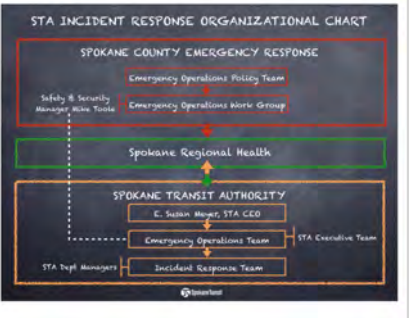 STA INCIDENT RESPONSE ORGANIZATIONAL CHART
SPOKANE COUNTY EMERGENCY RESPONSE
Emergency Operations Policy Team
Safety & Security
Manager Mike Toole
Emergency Operations Work Group
Spokane Regional Health
SPOKANE TRANSIT AUTHORITY
E. Susan Meyer, STA CEO
Emergency Operations Team
STA Executive Team
STA Dept Managers
Incident Response Team
Spokane Transit